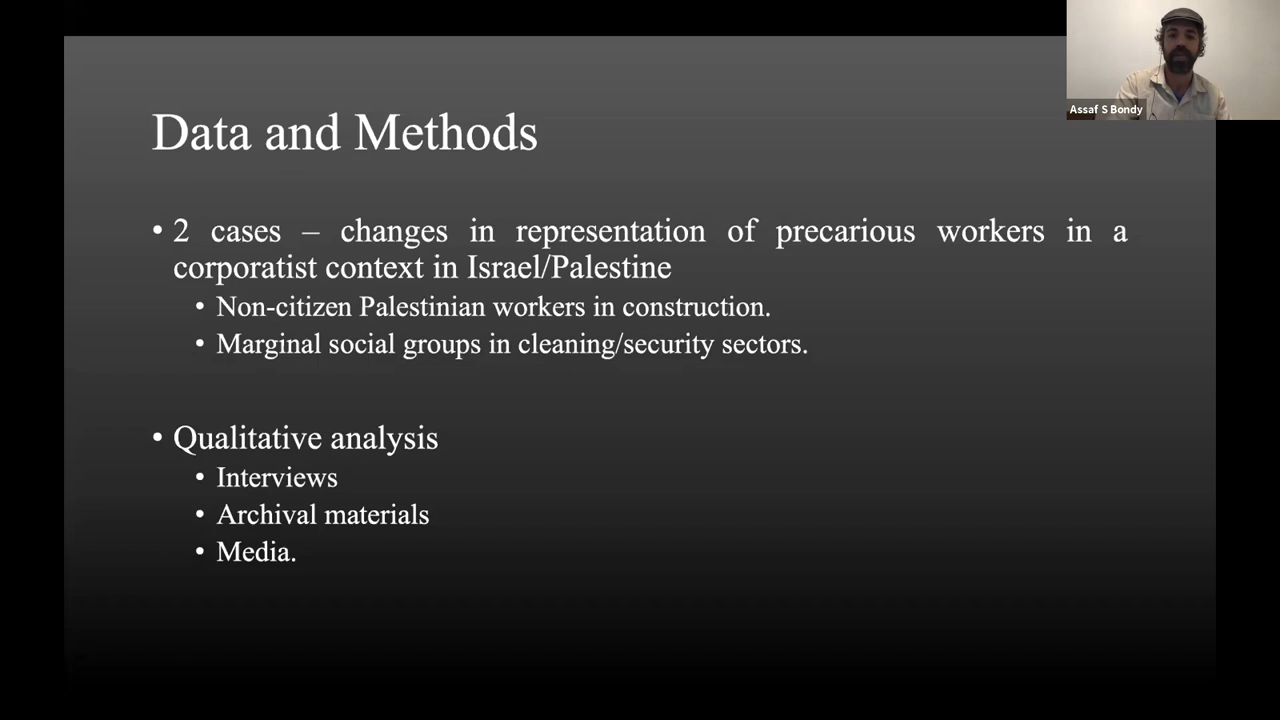 Assaf S Bondy
Data and Methods
• 2 cases – changes in representation of precarious workers in a
corporatist context in Israel/Palestine
• Non-citizen Palestinian workers in construction.
• Marginal social groups in cleaning/security sectors.
• Qualitative analysis
• Interviews
• Archival materials
• Media.